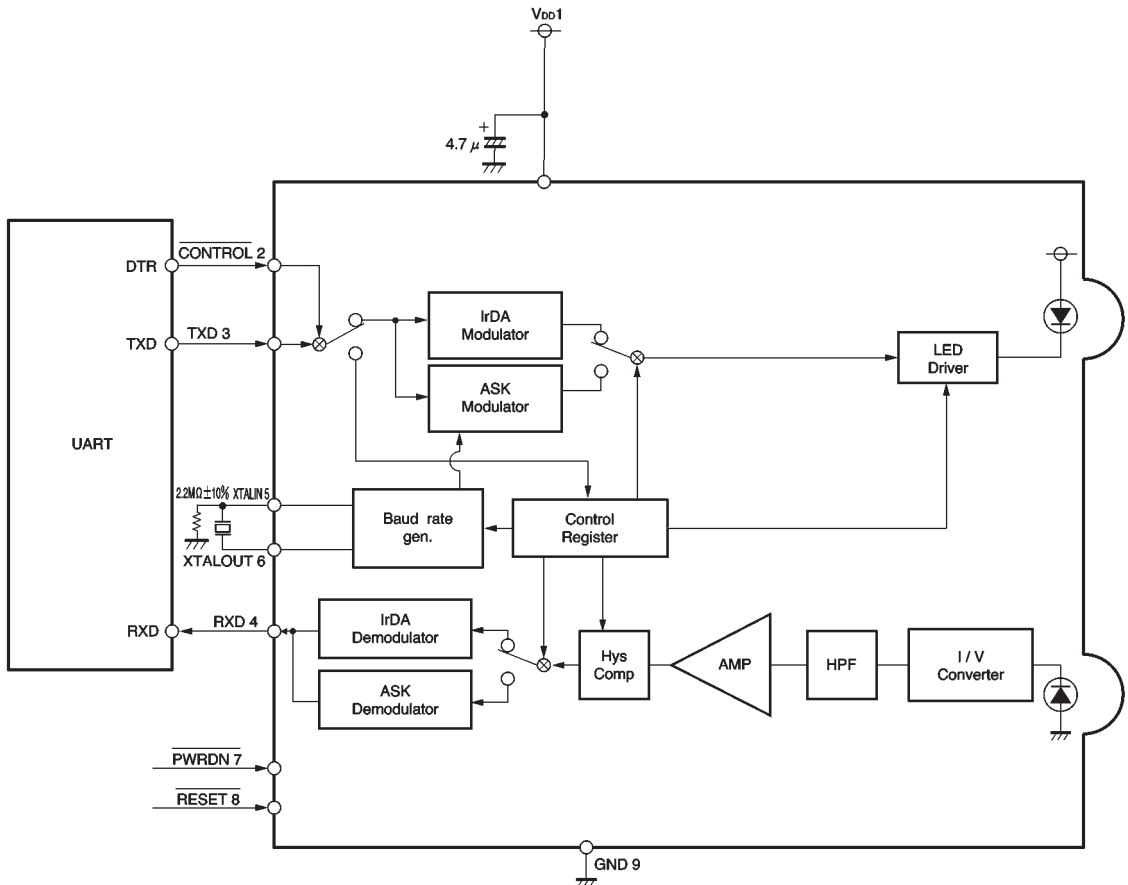 VDD1
+
4.7 μ
DTR
CONTROL 2
TXD
TXD 3
IrDA
Modulator
ASK
Modulator
LED
Driver
UART
2.2MΩ±10% XTALIN 5
XTALOUT 6
Baud rate
gen.
Control
Register
RXD
RXD 4
IrDA
Demodulator
ASK
Demodulator
Hys
Comp
AMP
HPF
I / V
Converter
PWRDN 7
RESET 8
GND 9